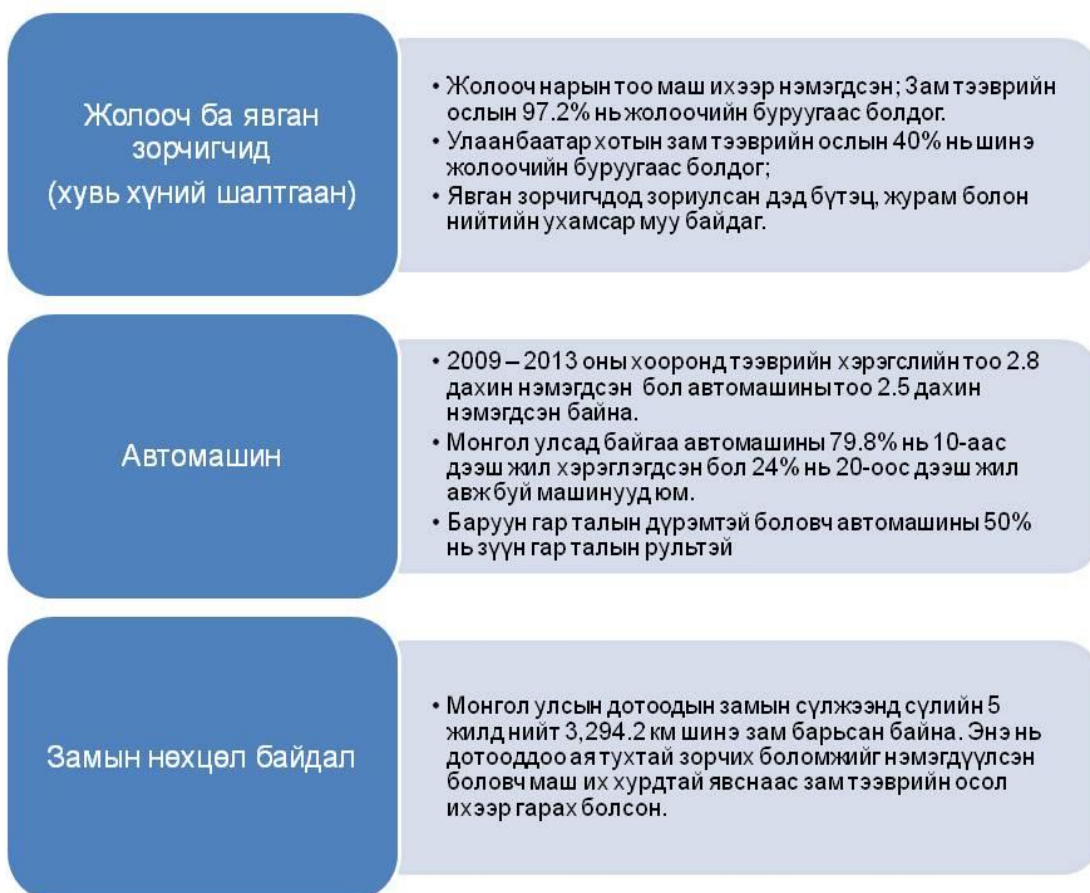 Жолооч ба явган
зорчигчид
(хувь хүний шалтгаан)
• Жолооч нарын тоо маш ихээр нэмэгдсэн; Зам тээврийн
ослын 97.2% нь жолоочийн буруугаас болдог.
• Улаанбаатар хотын зам тээврийн ослын 40% нь шинэ
жолоочийн буруугаас болдог;
• Явган зорчигчдод зориулсан дэд бүтэц, журам болон
нийтийн ухамсар муу байдаг.
Автомашин
• 2009 – 2013 оны хооронд тээврийн хэрэгслийн тоо 2.8
дахин нэмэгдсэн бол автомашины тоо 2.5 дахин
нэмэгдсэн байна.
• Монгол улсад байгаа автомашины 79.8% нь 10-аас
дээш жил хэрэглэгдсэн бол 24% нь 20-оос дээш жил
авж буй машинууд юм.
• Баруун гар талын дүрэмтэй боловч автомашины 50%
нь зүүн гар талын рультэй
Замын нөхцөл байдал
• Монгол улсын дотоодын замын сүлжээнд сүлийн 5
жилд нийт 3,294.2 км шинэ зам барьсан байна. Энэ нь
дотооддоо ая тухтай зорчих боломжийг нэмэгдүүлсэн
боловч маш их хурдтай явснаас зам тээврийн осол
ихээр гарах болсон.